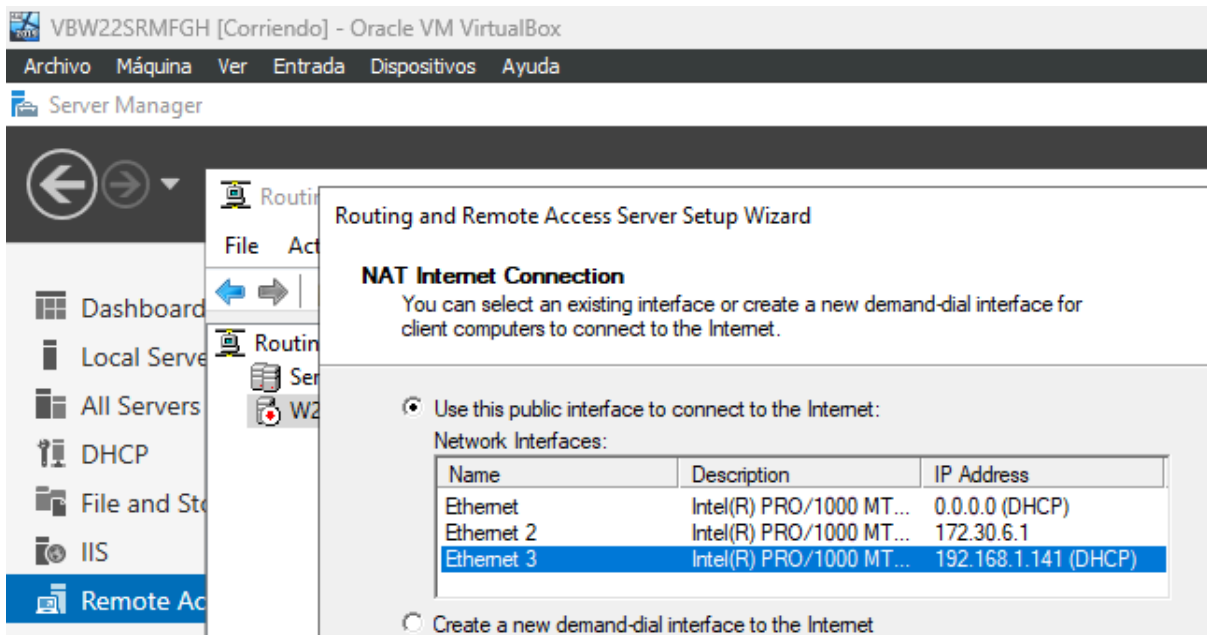 VBW22SRMFGH [Corriendo] - Oracle VM VirtualBox
Archivo Máquina Ver Entrada Dispositivos Ayuda
Server Manager
Routin
Routing and Remote Access Server Setup Wizard
File Act
NAT Internet Connection
You can select an existing interface or create a new demand-dial interface for
client computers to connect to the Internet.
Dashboard
Routin
Local Serve
Ser
All Servers
W2
Use this public interface to connect to the Internet:
Network Interfaces:
DHCP
Name Description IP Address
File and Sto
Ethernet Intel(R) PRO/1000 MT... 0.0.0.0 (DHCP)
Ethernet 2 Intel(R) PRO/1000 MT... 172.30.6.1
IIS
Ethernet 3 Intel(R) PRO/1000 MT... 192.168.1.141 (DHCP)
Remote Ac
Create a new demand-dial interface to the Internet